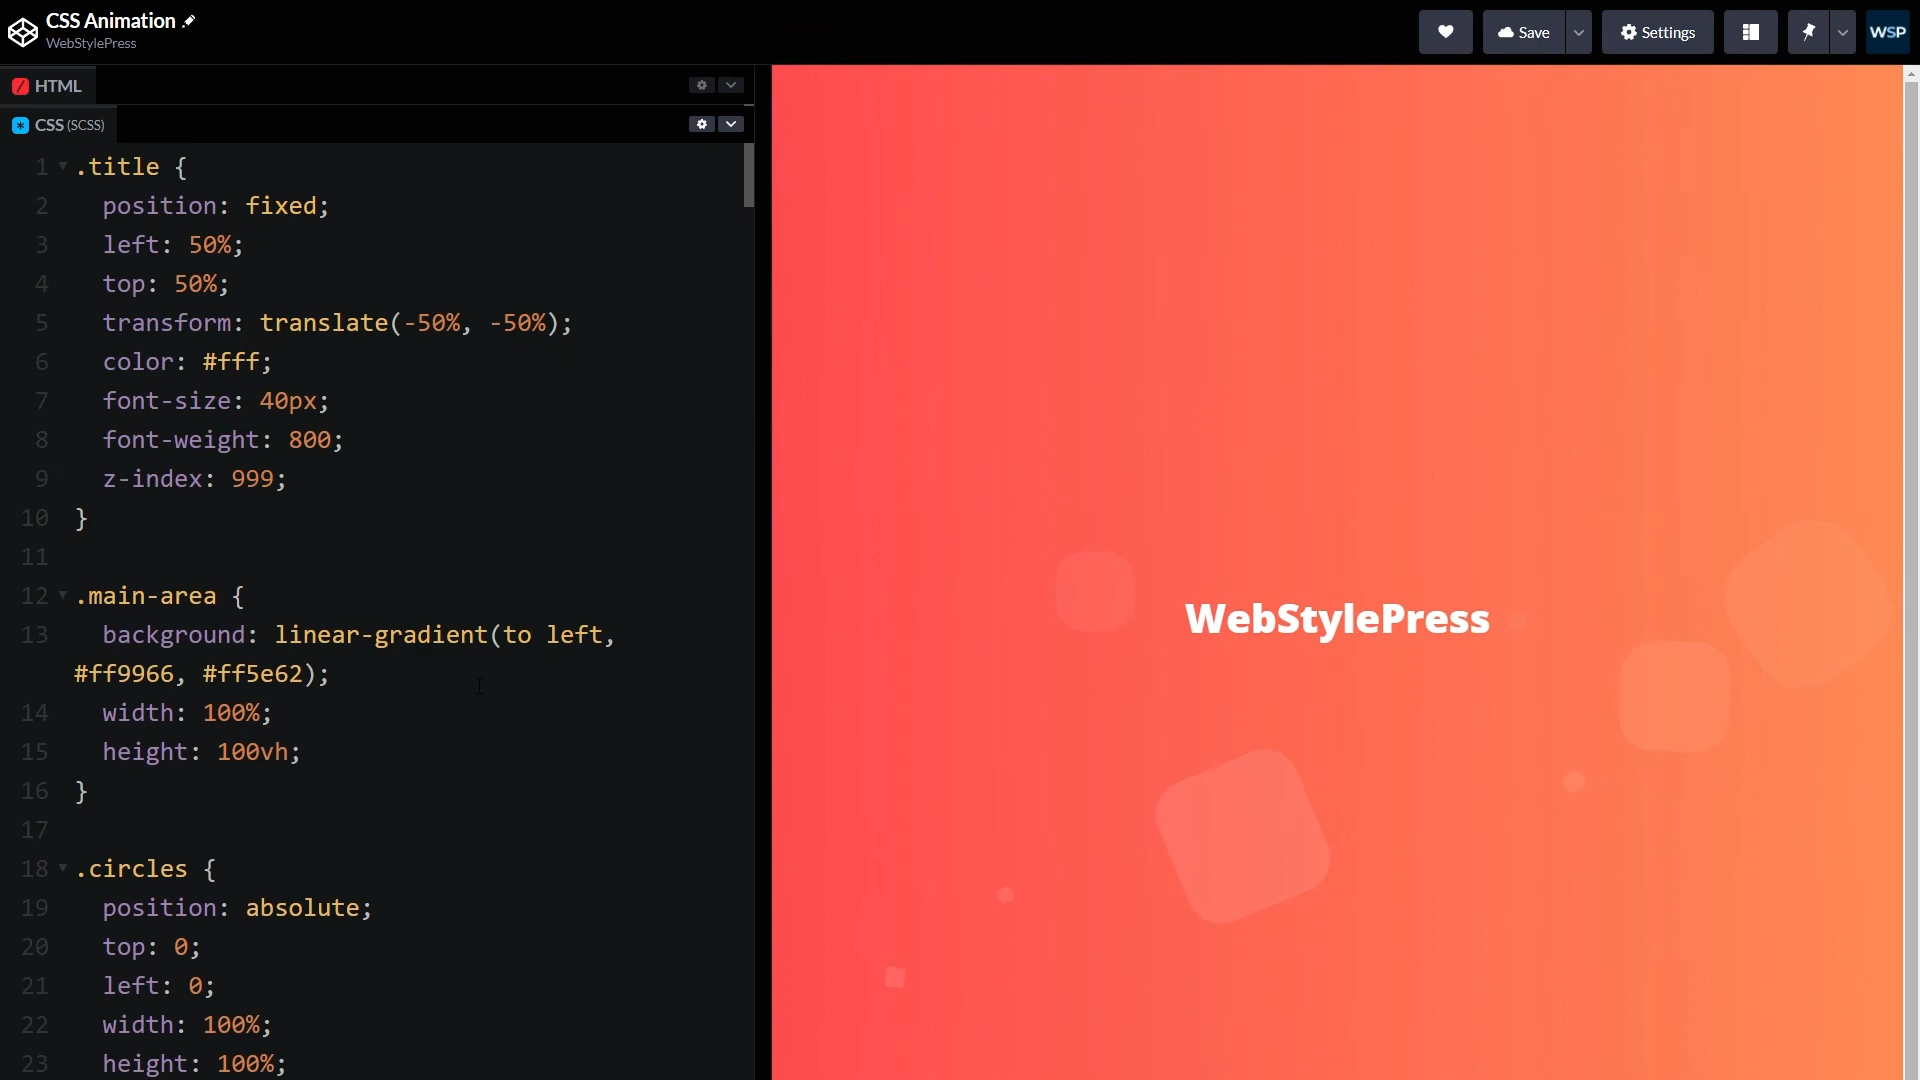 CSS Animation
WebStylePress
Save
Settings
WSP
HTML
CSS (SCSS)
1 .title {
2 position: fixed;
3 left: 50%;
4 top: 50%;
5 transform: translate(-50%, -50%);
6 color: #fff;
7 font-size: 40px;
8 font-weight: 800;
9 z-index: 999;
10 }
11
12 .main-area {
13 background: linear-gradient(to left,
#ff9966, #ff5e62);
14 width: 100%;
15 height: 100vh;
16 }
17
18 .circles {
19 position: absolute;
20 top: 0;
21 left: 0;
22 width: 100%;
23 height: 100%;
WebStylePress